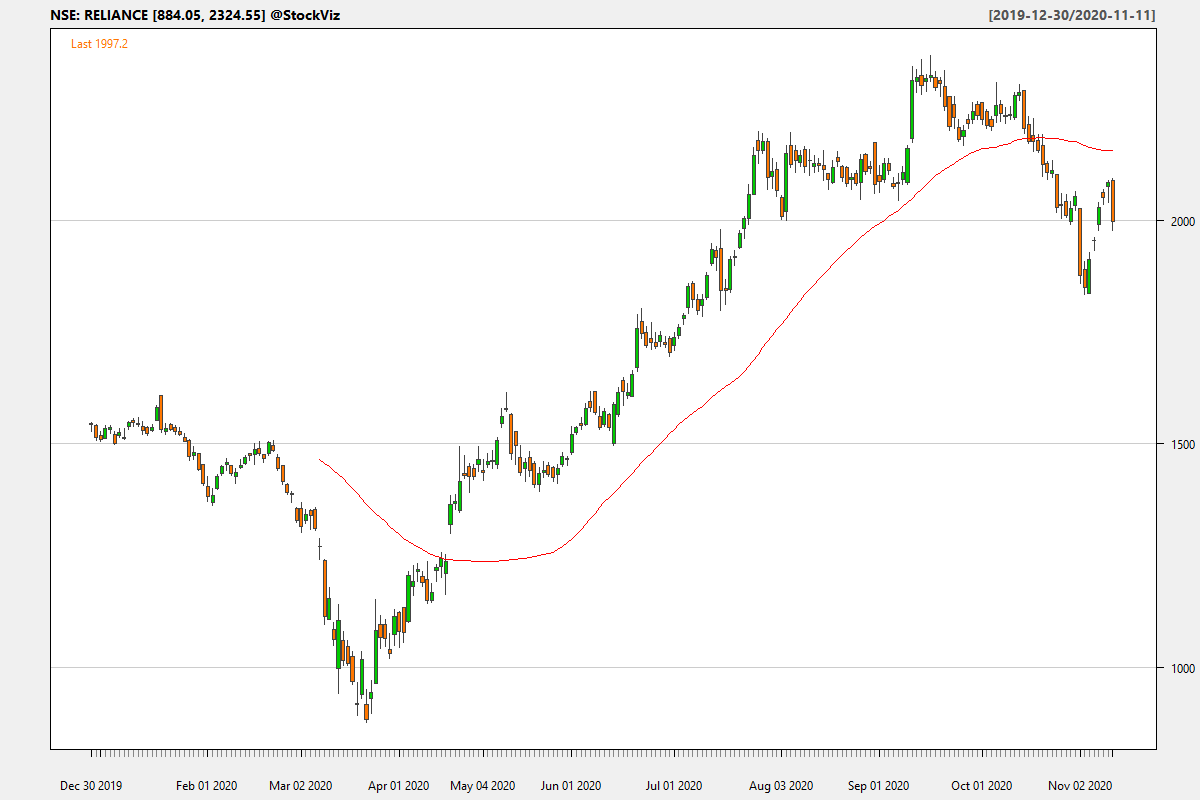 NSE: RELIANCE [884.05, 2324.55] @StockViz
[2019-12-30/2020-11-11]
Last 1997.2
2000
1500
1000
Dec 30 2019 Feb 01 2020 Mar 02 2020 Apr 01 2020 May 04 2020 Jun 01 2020 Jul 01 2020 Aug 03 2020 Sep 01 2020 Oct 01 2020 Nov 02 2020